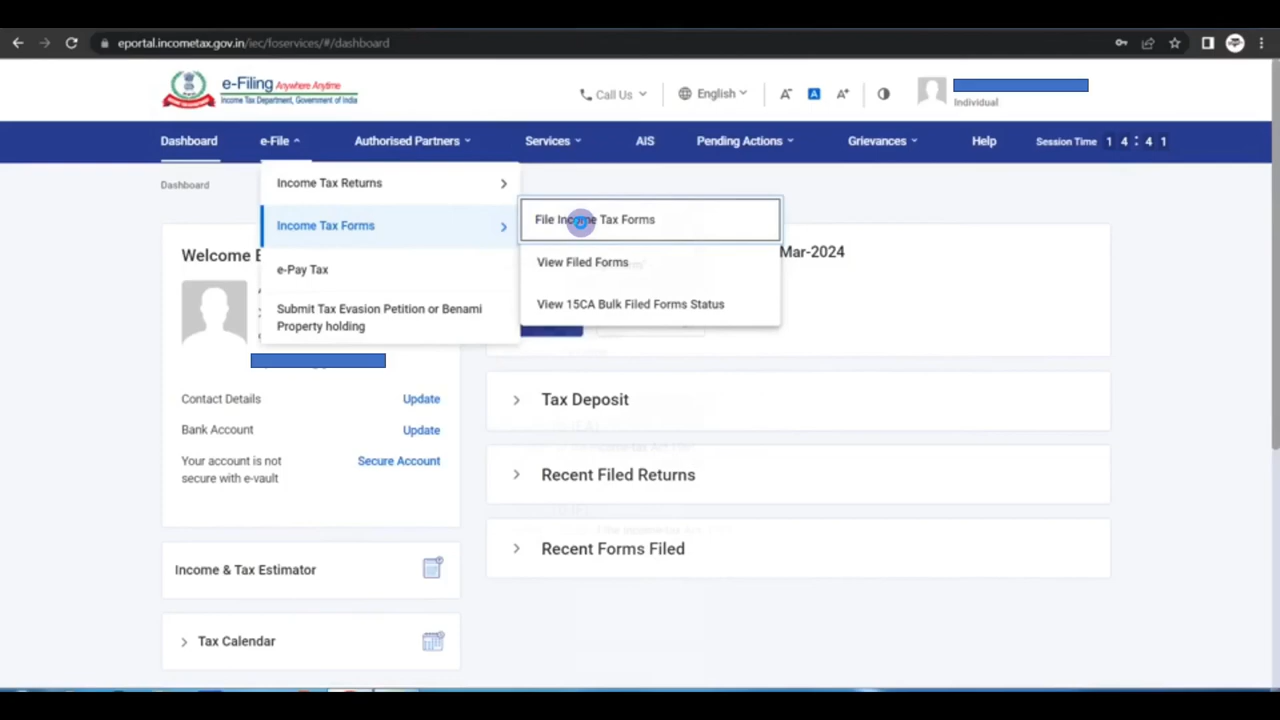 eportal.incometax.gov.in/iec/foservices/#/dashboard
e-Filing Anywhere Anytime
Income Tax Department, Government of India
Call Us
English
A-
A
A+
Individual
Dashboard
e-File
Authorised Partners
Services
AIS
Pending Actions
Grievances
Help
Session Time 1 4 : 4 1
Dashboard
Income Tax Returns
Income Tax Forms
e-Pay Tax
Submit Tax Evasion Petition or Benami
Property holding
File Income Tax Forms
View Filed Forms
View 15CA Bulk Filed Forms Status
Welcome
Mar-2024
Contact Details
Update
Bank Account
Update
Your account is not
secure with e-vault
Secure Account
Tax Deposit
Recent Filed Returns
Recent Forms Filed
Income & Tax Estimator
Tax Calendar